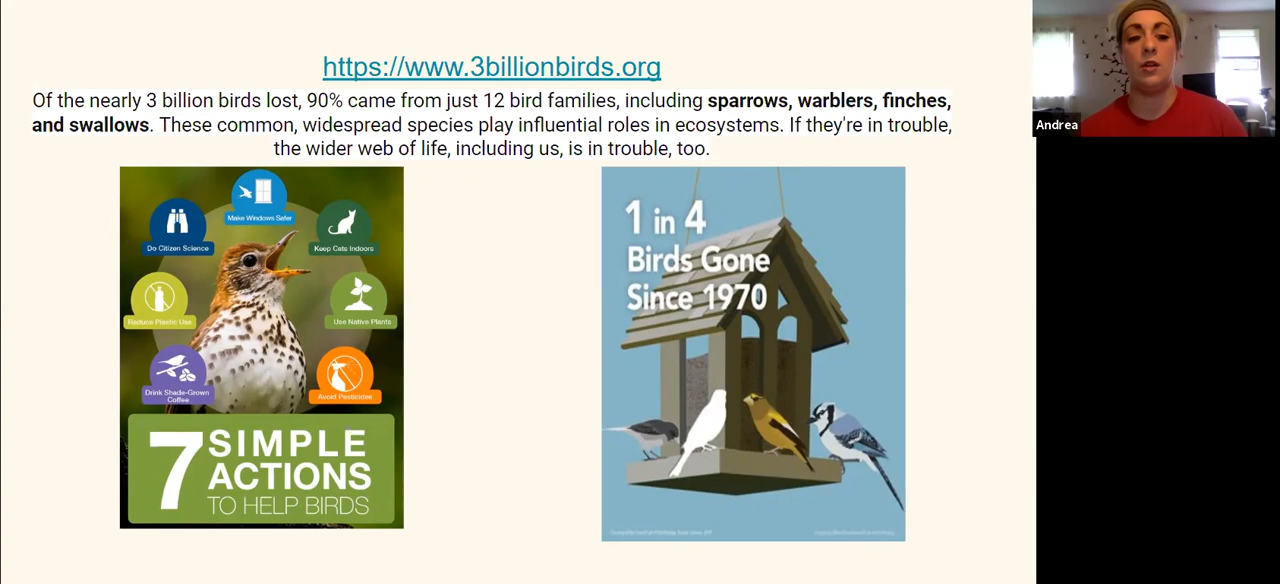 https://www.3billionbirds.org
Of the nearly 3 billion birds lost, 90% came from just 12 bird families, including sparrows, warblers, finches,
and swallows. These common, widespread species play influential roles in ecosystems. If they're in trouble,
the wider web of life, including us, is in trouble, too.
Make Windows Safer
Do Citizen Science
Keep Cats Indoors
Reduce Plastic Use
Use Native Plants
Drink Shade-Grown
Coffee
Avoid Pesticides
7 SIMPLE
ACTIONS
TO HELP BIRDS
1 in 4
Birds Gone
Since 1970
Andrea